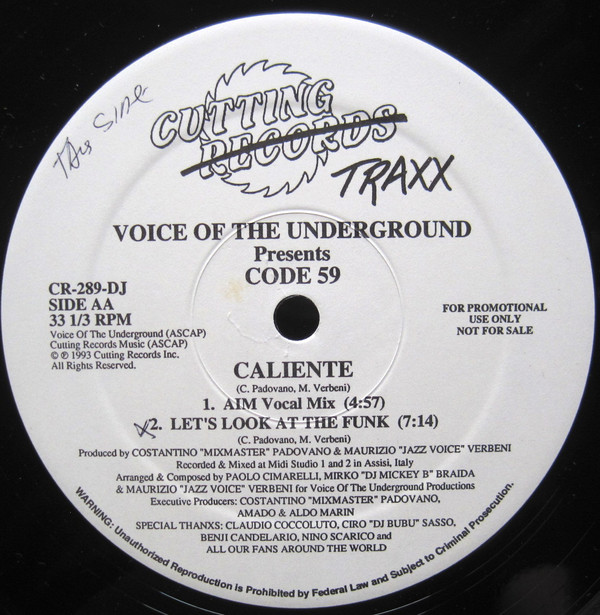 This side
CUTTING
RECORDS
TRAXX
VOICE OF THE UNDERGROUND
Presents
CODE 59
CR-289-DJ
SIDE AA
33 1/3 RPM
Voice Of The Underground (ASCAP)
Cutting Records Music (ASCAP)
© ℗ 1993 Cutting Records Inc.
All Rights Reserved.
FOR PROMOTIONAL
USE ONLY
NOT FOR SALE
CALIENTE
(C. Padovano, M. Verbeni)
1. AIM Vocal Mix (4:57)
2. LET'S LOOK AT THE FUNK (7:14)
(C. Padovano, M. Verbeni)
Produced by COSTANTINO "MIXMASTER" PADOVANO & MAURIZIO "JAZZ VOICE" VERBENI
Recorded & Mixed at Midi Studio 1 and 2 in Assisi, Italy
Arranged & Composed by PAOLO CIMARELLI, MIRKO "DJ MICKEY B" BRAIDA
& MAURIZIO "JAZZ VOICE" VERBENI for Voice Of The Underground Productions
Executive Producers: COSTANTINO "MIXMASTER" PADOVANO,
AMADO & ALDO MARIN
SPECIAL THANXS: CLAUDIO COCCOLUTO, CIRO "DJ BUBU" SASSO,
BENJI CANDELARIO, NINO SCARICO and
ALL OUR FANS AROUND THE WORLD
WARNING: Unauthorized Reproduction is Prohibited by Federal Law and Subject to Criminal Prosecution.